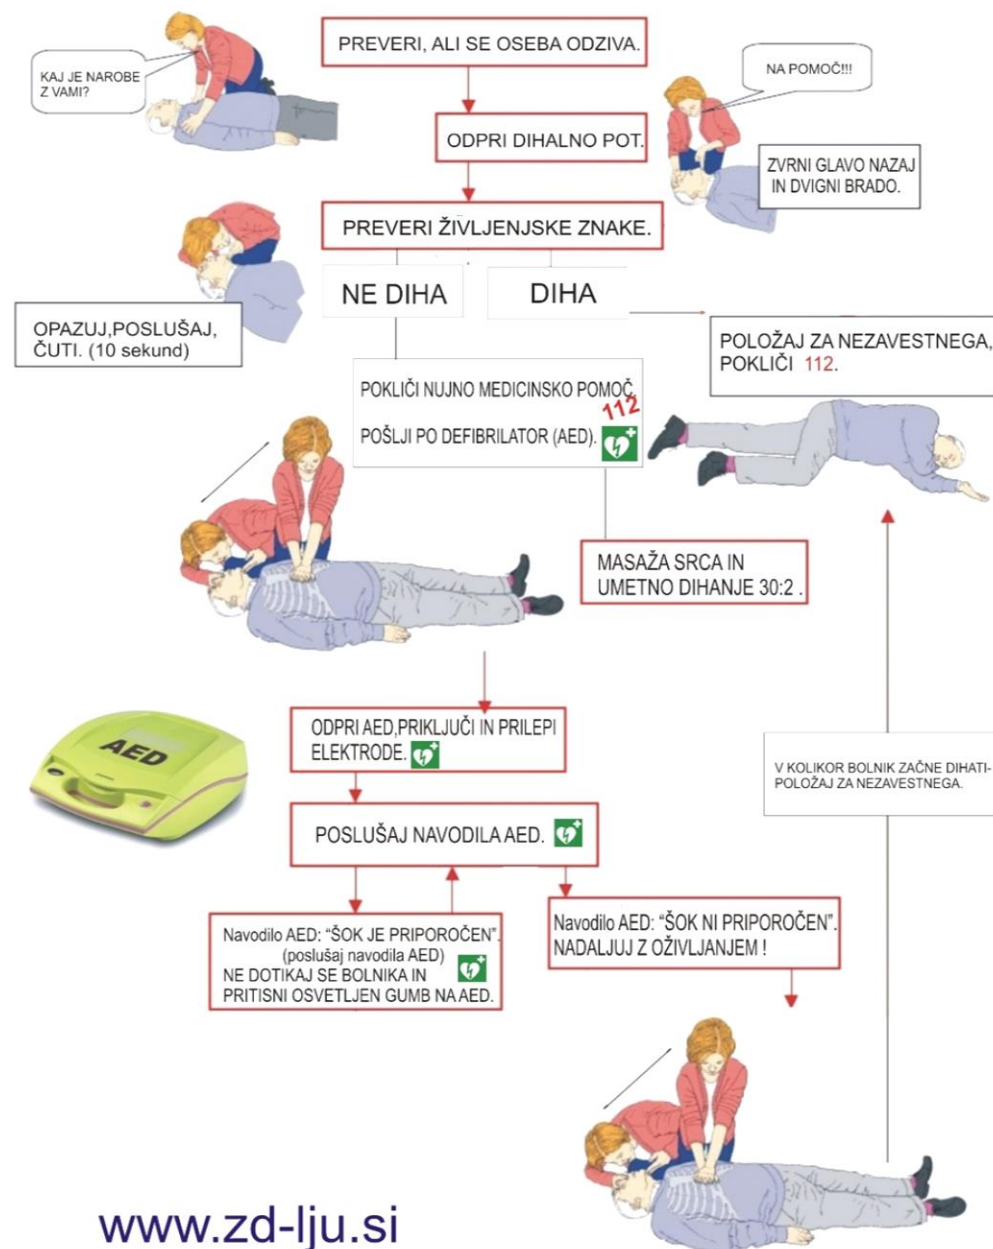 PREVERI, ALI SE OSEBA ODZIVA.
KAJ JE NAROBE
Z VAMI?
NA POMOČ!!!
ODPRI DIHALNO POT.
ZVRNI GLAVO NAZAJ
IN DVIGNI BRADO.
PREVERI ŽIVLJENJSKE ZNAKE.
NE DIHA
DIHA
OPAZUJ,POSLUŠAJ,
ČUTI. (10 sekund)
POLOŽAJ ZA NEZAVESTNEGA,
POKLIČI 112.
POKLIČI NUJNO MEDICINSKO POMOČ
112
POŠLJI PO DEFIBRILATOR (AED).
MASAŽA SRCA IN
UMETNO DIHANJE 30:2 .
AED
ODPRI AED,PRIKLJUČI IN PRILEPI
ELEKTRODE.
V KOLIKOR BOLNIK ZAČNE DIHATI-
POLOŽAJ ZA NEZAVESTNEGA.
POSLUŠAJ NAVODILA AED.
Navodilo AED: “ŠOK JE PRIPOROČEN”.
(poslušaj navodila AED)
NE DOTIKAJ SE BOLNIKA IN
PRITISNI OSVETLJEN GUMB NA AED.
Navodilo AED: “ŠOK NI PRIPOROČEN”.
NADALJUJ Z OŽIVLJANJEM !
www.zd-lju.si